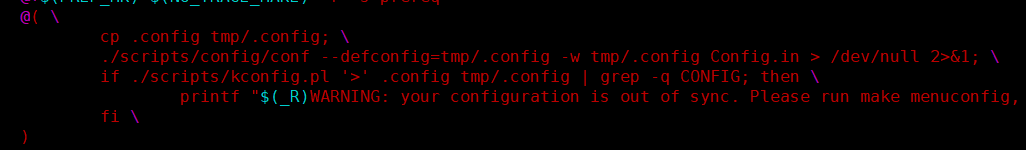 @( \
cp .config tmp/.config; \
./scripts/config/conf --defconfig=tmp/.config -w tmp/.config Config.in > /dev/null 2>&1; \
if ./scripts/kconfig.pl '>' .config tmp/.config | grep -q CONFIG; then \
printf "$(_R)WARNING: your configuration is out of sync. Please run make menuconfig,
fi \
)